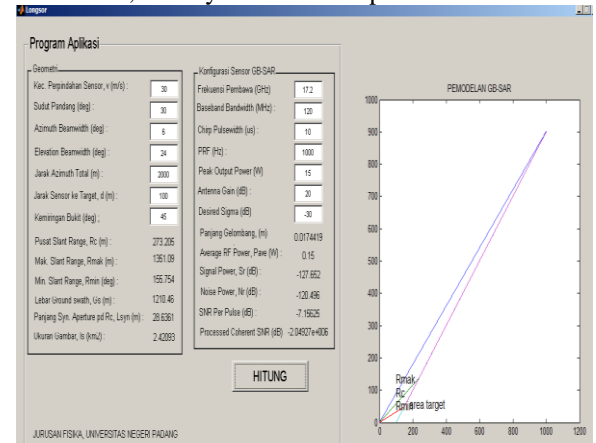 Longsor
Program Aplikasi
Geometri
Kec. Perpindahan Sensor, v (m/s) : 30
Sudut Pandang (deg) : 30
Azimuth Beamwidth (deg) : 6
Elevation Beamwidth (deg) : 24
Jarak Azimuth Total (m) : 2000
Jarak Sensor ke Target, d (m) : 100
Kemiringan Bukit (deg) ; 45
Pusat Slant Range, Rc (m) : 273.205
Mak. Slant Range, Rmak (m) : 1351.09
Min. Slant Range, Rmin (deg) : 155.754
Lebar Ground swath, Gs (m) : 1210.46
Panjang Syn. Aperture pd Rc, Lsyn (m) : 28.6361
Ukuran Gambar, Is (km2) : 2.42093
Konfigurasi Sensor GB-SAR
Frekuensi Pembawa (GHz) 17.2
Baseband Bandwidth (MHz) : 120
Chirp Pulsewidth (us) : 10
PRF (Hz) : 1000
Peak Output Power (W) 15
Antenna Gain (dB) : 20
Desired Sigma (dB) -30
Panjang Gelombang, (m) 0.0174419
Average RF Power, Pave (W) : 0.15
Signal Power, Sr (dB) : -127.652
Noise Power, Nr (dB) : -120.496
SNR Per Pulse (dB) : -7.15625
Processed Coherent SNR (dB) -2.04927e+006
HITUNG
JURUSAN FISIKA, UNIVERSITAS NEGERI PADANG
PEMODELAN GB-SAR
1000
900
800
700
600
500
400
300
200
100
0
Rmak
Rc
Rmin area target
0 200 400 600 800 1000 1200